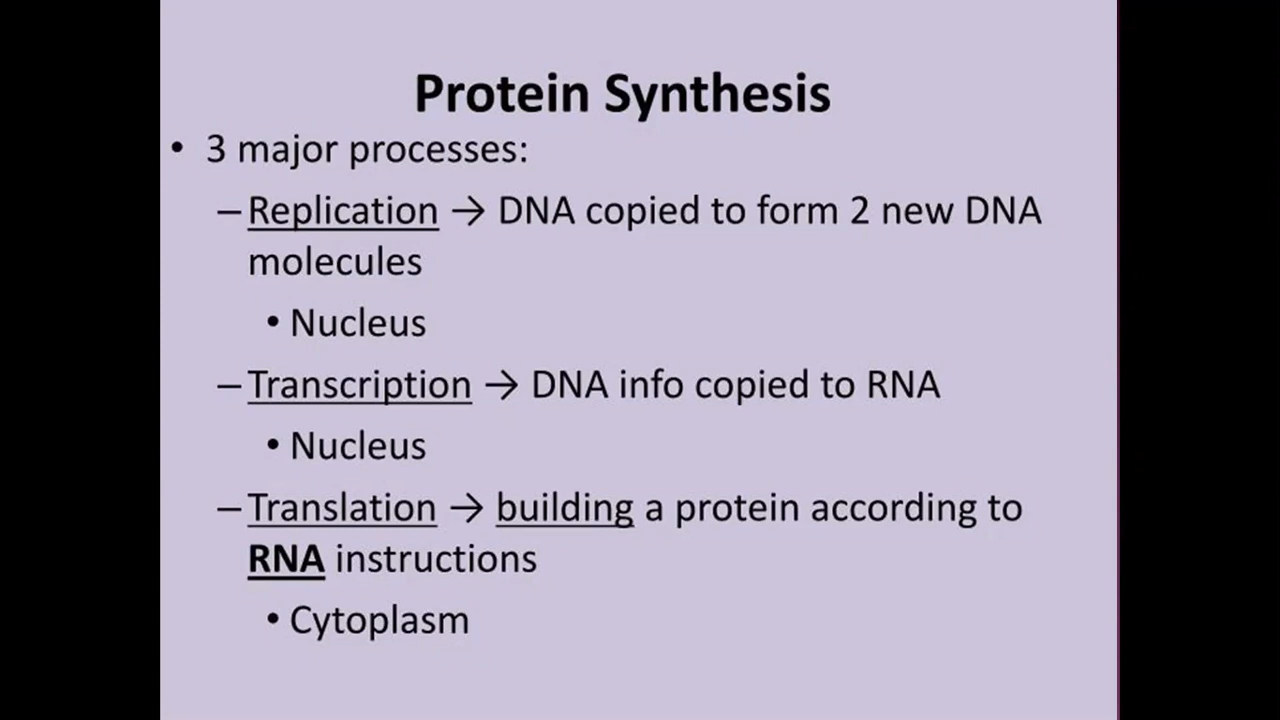 Protein Synthesis
• 3 major processes:
– Replication → DNA copied to form 2 new DNA
molecules
• Nucleus
– Transcription → DNA info copied to RNA
• Nucleus
– Translation → building a protein according to
RNA instructions
• Cytoplasm